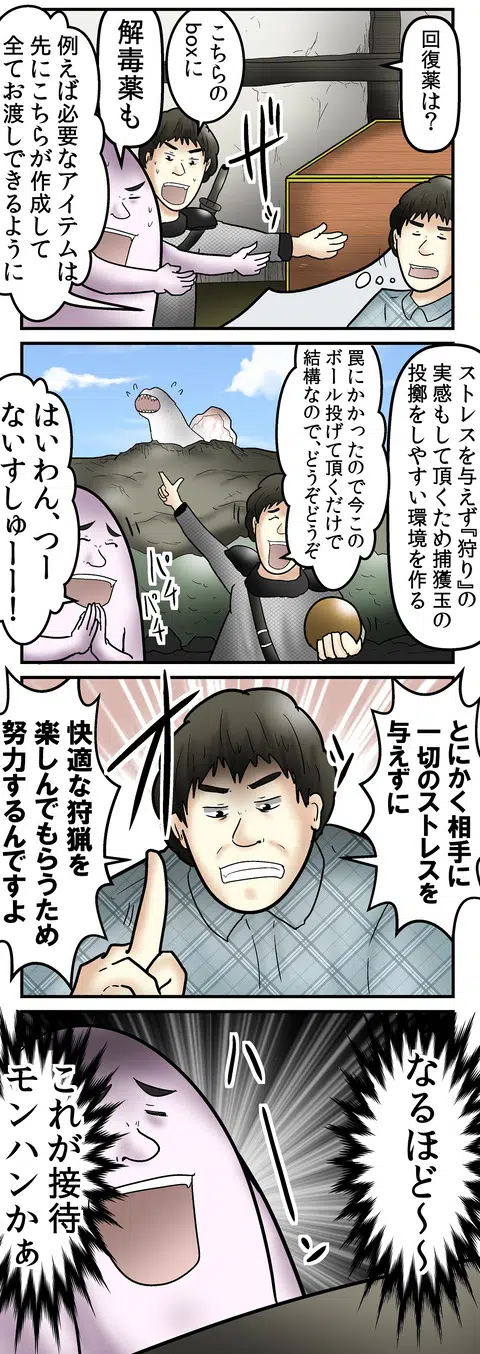 回復薬は？
こちらの
boxに
解毒薬も
例えば必要なアイテムは
先にこちらが作成して
全てお渡しできるように
ストレスを与えず『狩り』の
実感もして頂くため捕獲玉の
投擲をしやすい環境を作る
罠にかかったので今この
ボール投げて頂くだけで
結構なので、どうぞどうぞ
はいわん、つー
ないすしゅーーー！
パチ
パチ
とにかく相手に
一切のストレスを
与えずに
快適な狩猟を
楽しんでもらうため
努力するんですよ
なるほど〜〜
ハハ
これが接待
モンハンかぁ